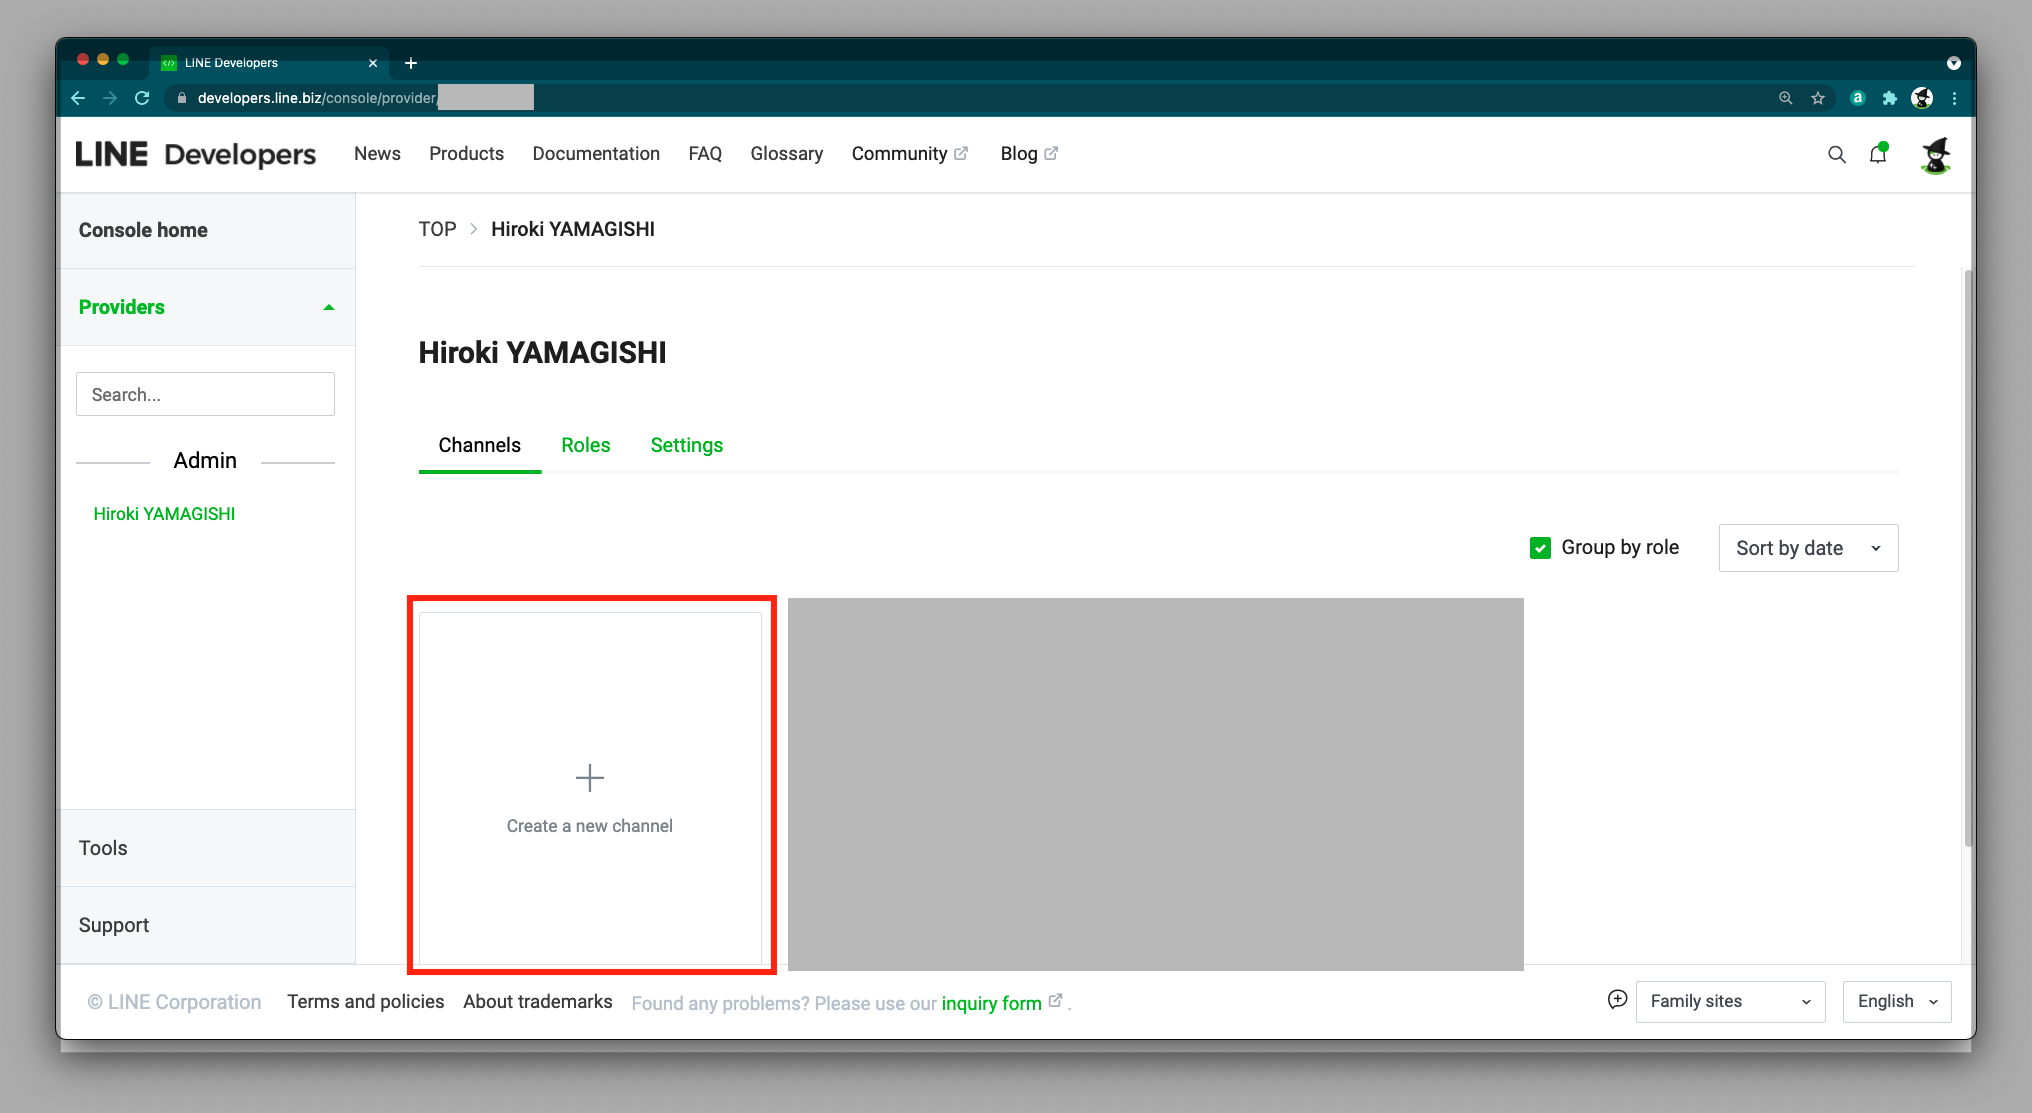 LINE Developers
developers.line.biz/console/provider/
LINE Developers News Products Documentation FAQ Glossary Community Blog
Console home
TOP > Hiroki YAMAGISHI
Providers
Hiroki YAMAGISHI
Search...
Channels Roles Settings
Admin
Hiroki YAMAGISHI
Group by role Sort by date
Create a new channel
Tools
Support
© LINE Corporation Terms and policies About trademarks Found any problems? Please use our inquiry form . Family sites English